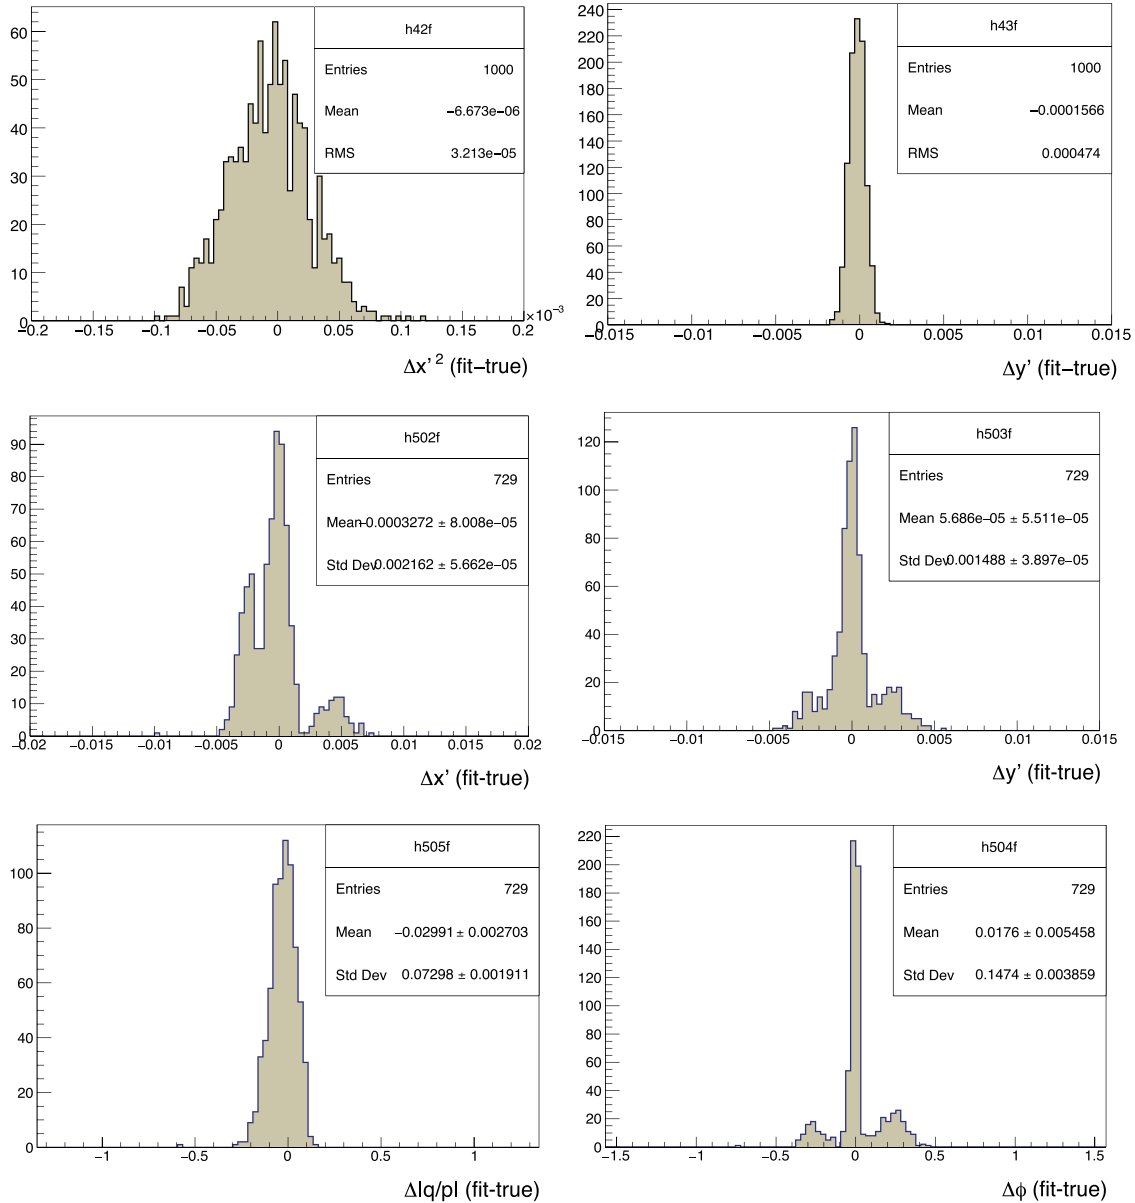 h42f
Entries 1000
Mean −6.673e−06
RMS 3.213e−05
60
50
40
30
20
10
0
−0.2 −0.15 −0.1 −0.05 0 0.05 0.1 0.15 0.2
×10⁻³
Δx’ ² (fit−true)
h43f
Entries 1000
Mean −0.0001566
RMS 0.000474
240
220
200
180
160
140
120
100
80
60
40
20
0
−0.015 −0.01 −0.005 0 0.005 0.01 0.015
Δy’ (fit−true)
h502f
Entries 729
Mean −0.0003272 ± 8.008e−05
Std Dev 0.002162 ± 5.662e−05
90
80
70
60
50
40
30
20
10
0
−0.02 −0.015 −0.01 −0.005 0 0.005 0.01 0.015 0.02
Δx’ (fit-true)
h503f
Entries 729
Mean 5.686e−05 ± 5.511e−05
Std Dev 0.001488 ± 3.897e−05
120
100
80
60
40
20
0
−0.015 −0.01 −0.005 0 0.005 0.01 0.015
Δy’ (fit-true)
h505f
Entries 729
Mean −0.02991 ± 0.002703
Std Dev 0.07298 ± 0.001911
100
80
60
40
20
0
−1 −0.5 0 0.5 1
Δlq/pl (fit-true)
h504f
Entries 729
Mean 0.0176 ± 0.005458
Std Dev 0.1474 ± 0.003859
220
200
180
160
140
120
100
80
60
40
20
0
−1.5 −1 −0.5 0 0.5 1 1.5
Δϕ (fit-true)